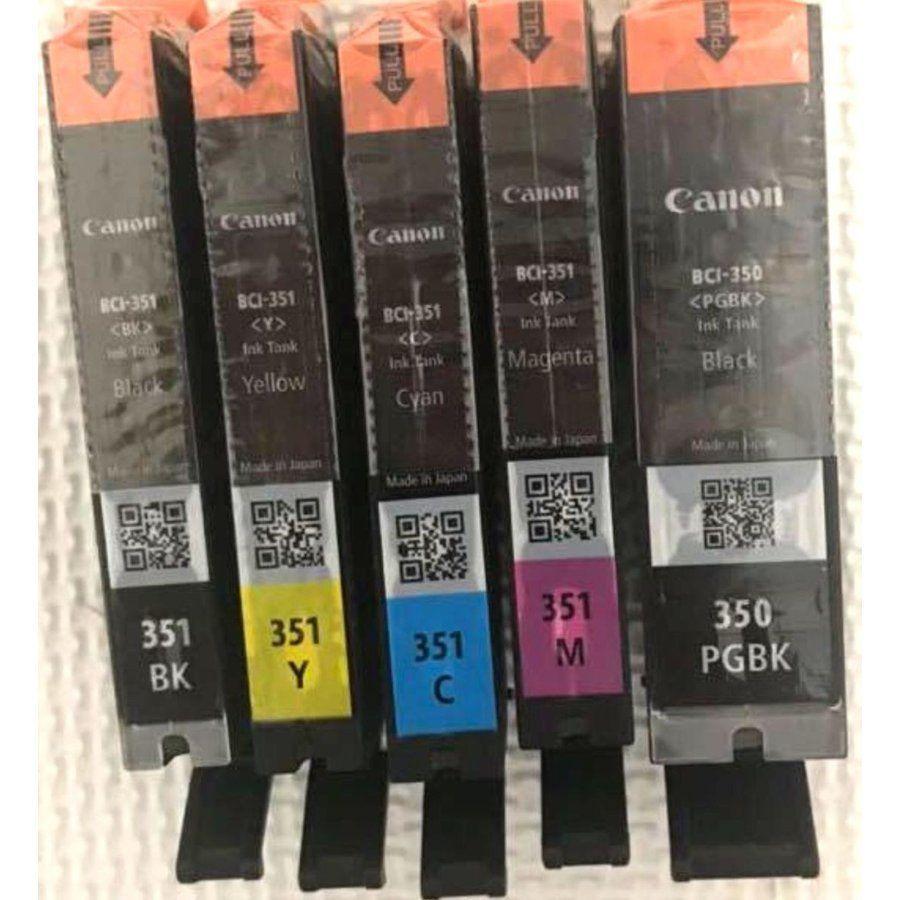 PULL
Canon
BCI-351
<BK>
Ink Tank
Black
Made in Japan
351
BK
PULL
Canon
BCI-351
<Y>
Ink Tank
Yellow
Made in Japan
351
Y
PULL
Canon
BCI-351
<C>
Ink Tank
Cyan
Made in Japan
351
C
PULL
Canon
BCI-351
<M>
Ink Tank
Magenta
Made in Japan
351
M
PULL
Canon
BCI-350
<PGBK>
Ink Tank
Black
Made in Japan
350
PGBK